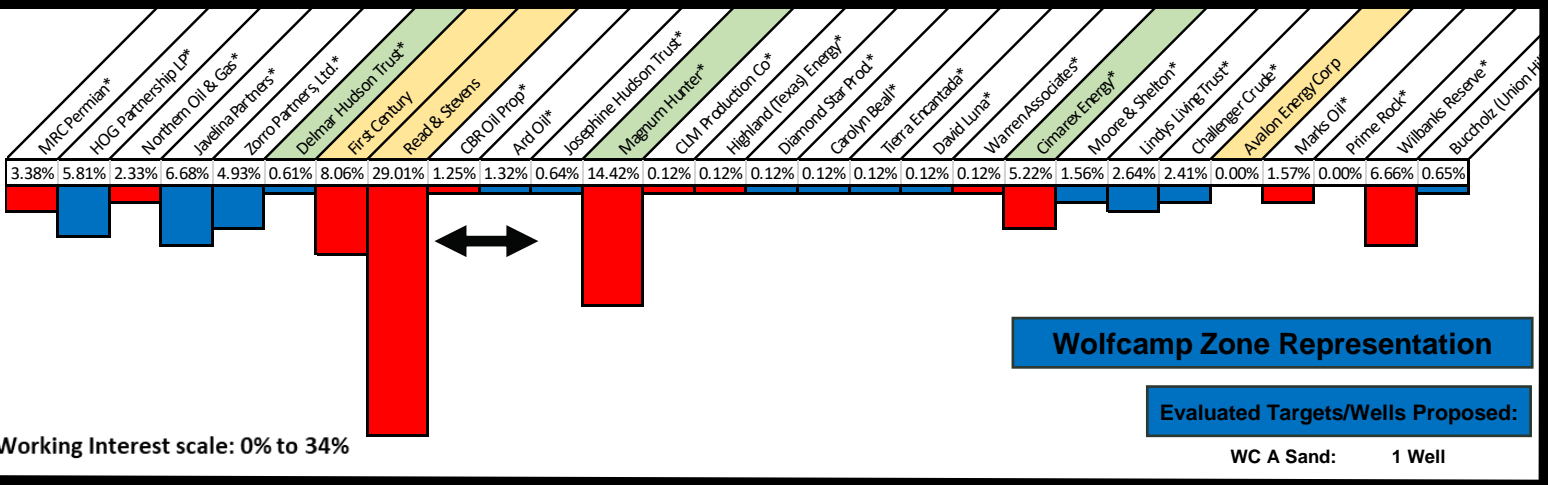 MRC Permian*
HOG Partnership LP*
Northern Oil & Gas*
Javelina Partners*
Zorro Partners, Ltd.*
Delmar Hudson Trust*
First Century
Read & Stevens
CBR Oil Prop*
Ard Oil*
Josephine Hudson Trust*
Magnum Hunter*
CLM Production Co*
Highland (Texas) Energy*
Diamond Star Prod*
Carolyn Beall*
Tierra Encantada*
David Luna*
Warren Associates*
Cimarex Energy*
Moore & Shelton*
Lindys Living Trust*
Challenger Crude*
Avalon Energy Corp
Marks Oil*
Prime Rock*
Wilbanks Reserve*
Buccholz (Union Hi
3.38% 5.81% 2.33% 6.68% 4.93% 0.61% 8.06% 29.01% 1.25% 1.32% 0.64% 14.42% 0.12% 0.12% 0.12% 0.12% 0.12% 0.12% 0.12% 5.22% 1.56% 2.64% 2.41% 0.00% 1.57% 0.00% 6.66% 0.65%
Wolfcamp Zone Representation
Evaluated Targets/Wells Proposed:
Working Interest scale: 0% to 34%
WC A Sand: 1 Well